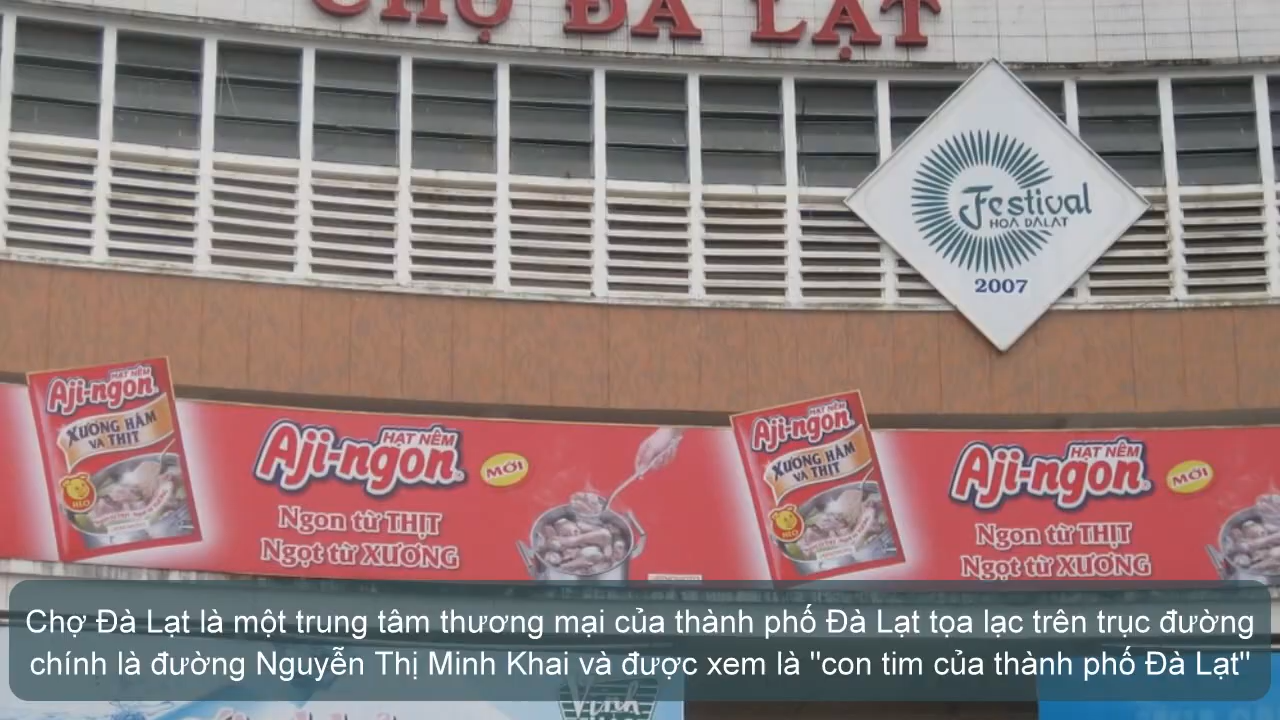 CHỢ ĐÀ LẠT
Festival
HOA DALAT
2007
HẠT NÊM
Aji-ngon
XƯƠNG HẦM
VÀ THỊT
HEO
HẠT NÊM
Aji-ngon
MỚI
Ngon từ THỊT
Ngọt từ XƯƠNG
HẠT NÊM
Aji-ngon
XƯƠNG HẦM
VÀ THỊT
HEO
HẠT NÊM
Aji-ngon
MỚI
Ngon từ THỊT
Ngọt từ XƯƠNG
Chợ Đà Lạt là một trung tâm thương mại của thành phố Đà Lạt tọa lạc trên trục đường
chính là đường Nguyễn Thị Minh Khai và được xem là "con tim của thành phố Đà Lạt"